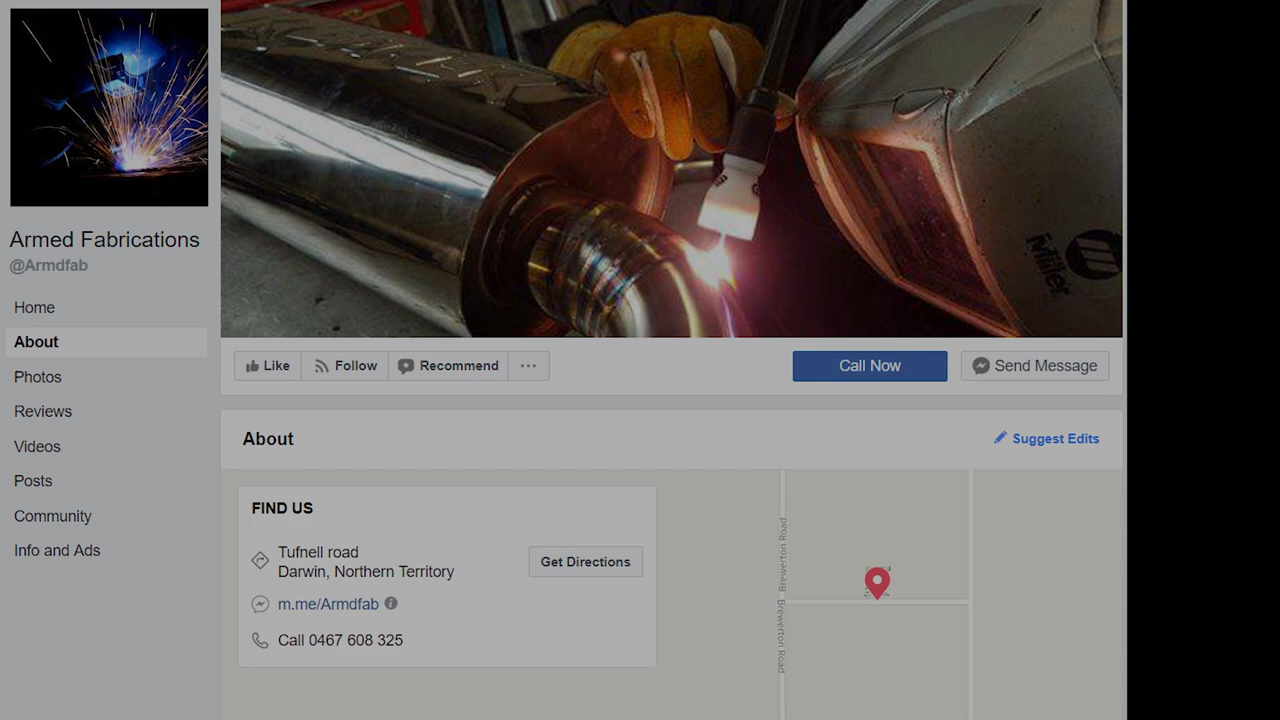 Armed Fabrications
@Armdfab
Home
About
Photos
Reviews
Videos
Posts
Community
Info and Ads
Miller
Like
Follow
Recommend
Call Now
Send Message
About
Suggest Edits
FIND US
Tufnell road
Darwin, Northern Territory
Get Directions
m.me/Armdfab
Call 0467 608 325
Brewerton Road
Brewerton Road